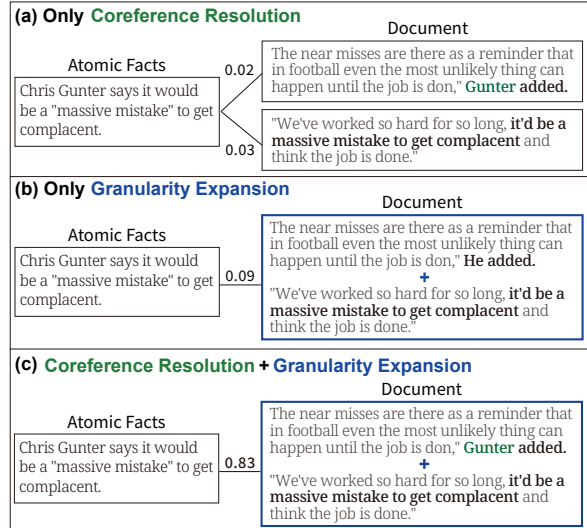 (a) Only Coreference Resolution
Document
Atomic Facts
Chris Gunter says it would
be a "massive mistake" to get
complacent.
0.02
0.03
The near misses are there as a reminder that
in football even the most unlikely thing can
happen until the job is don," Gunter added.
"We've worked so hard for so long, it'd be a
massive mistake to get complacent and
think the job is done."
(b) Only Granularity Expansion
Document
Atomic Facts
Chris Gunter says it would
be a "massive mistake" to get
complacent.
0.09
The near misses are there as a reminder that
in football even the most unlikely thing can
happen until the job is don," He added.
+
"We've worked so hard for so long, it'd be a
massive mistake to get complacent and
think the job is done."
(c) Coreference Resolution + Granularity Expansion
Document
Atomic Facts
Chris Gunter says it would
be a "massive mistake" to get
complacent.
0.83
The near misses are there as a reminder that
in football even the most unlikely thing can
happen until the job is don," Gunter added.
+
"We've worked so hard for so long, it'd be a
massive mistake to get complacent and
think the job is done."